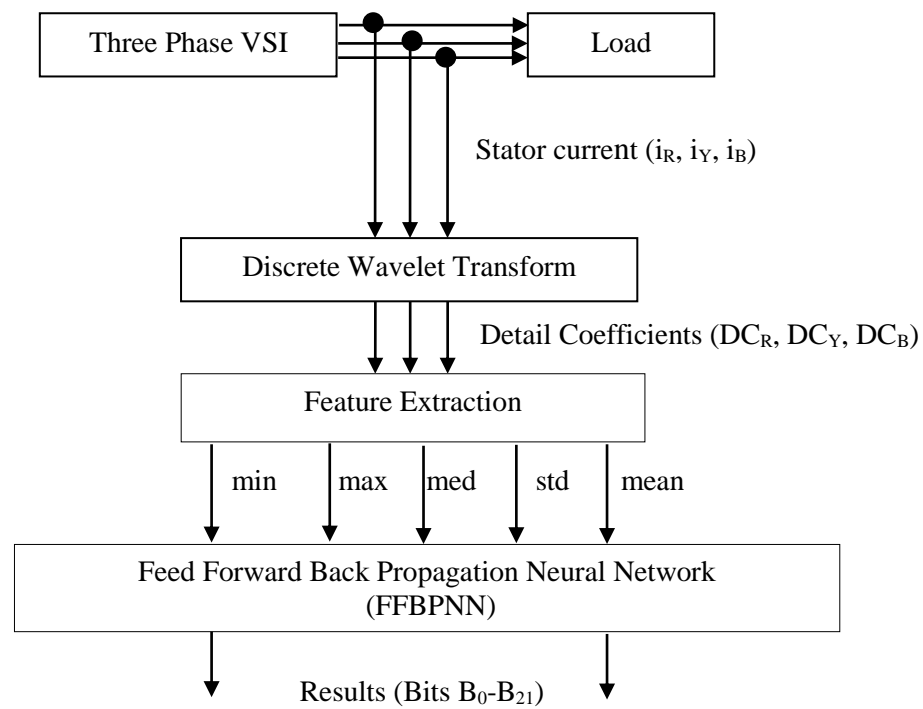 Three Phase VSI
Load
Stator current (iR, iY, iB)
Discrete Wavelet Transform
Detail Coefficients (DCR, DCY, DCB)
Feature Extraction
min max med std mean
Feed Forward Back Propagation Neural Network
(FFBPNN)
Results (Bits B0-B21)